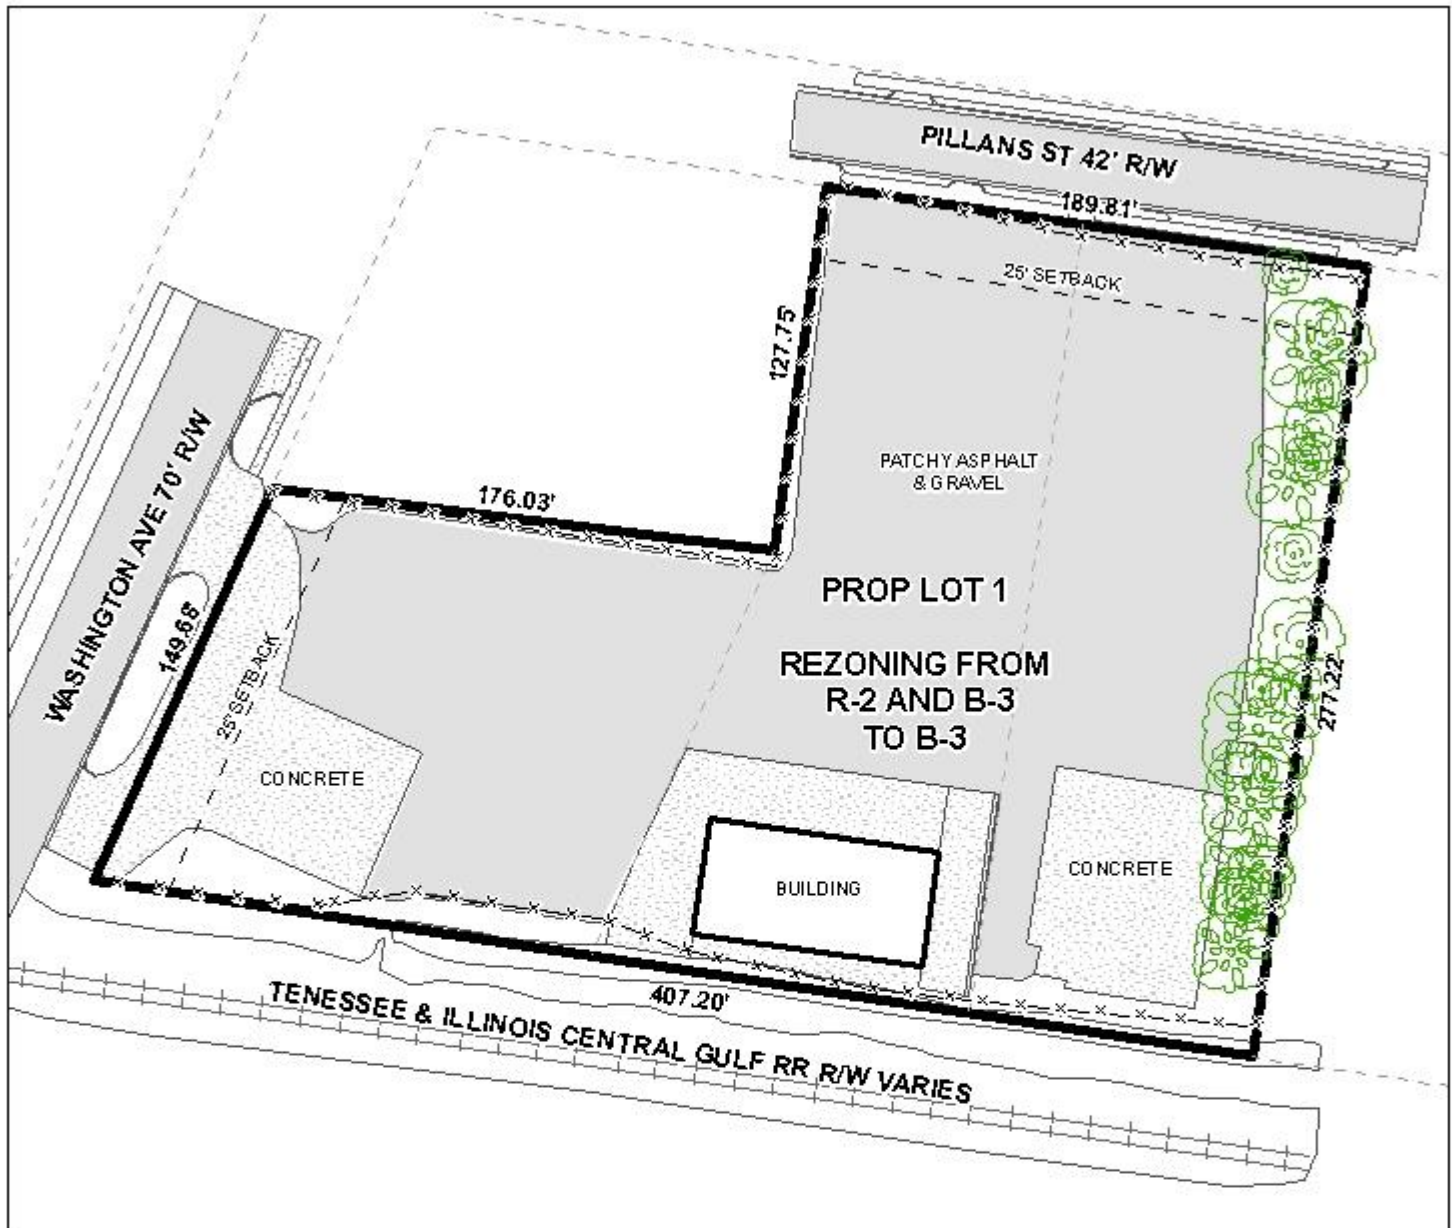 PILLANS ST 42' R/W
189.81'
25' SETBACK
127.75'
PATCHY ASPHALT
& GRAVEL
176.03'
WASHINGTON AVE 70' R/W
149.68'
25' SETBACK
PROP LOT 1
REZONING FROM
R-2 AND B-3
TO B-3
277.22'
CONCRETE
BUILDING
CONCRETE
407.20'
TENESSEE & ILLINOIS CENTRAL GULF RR R/W VARIES